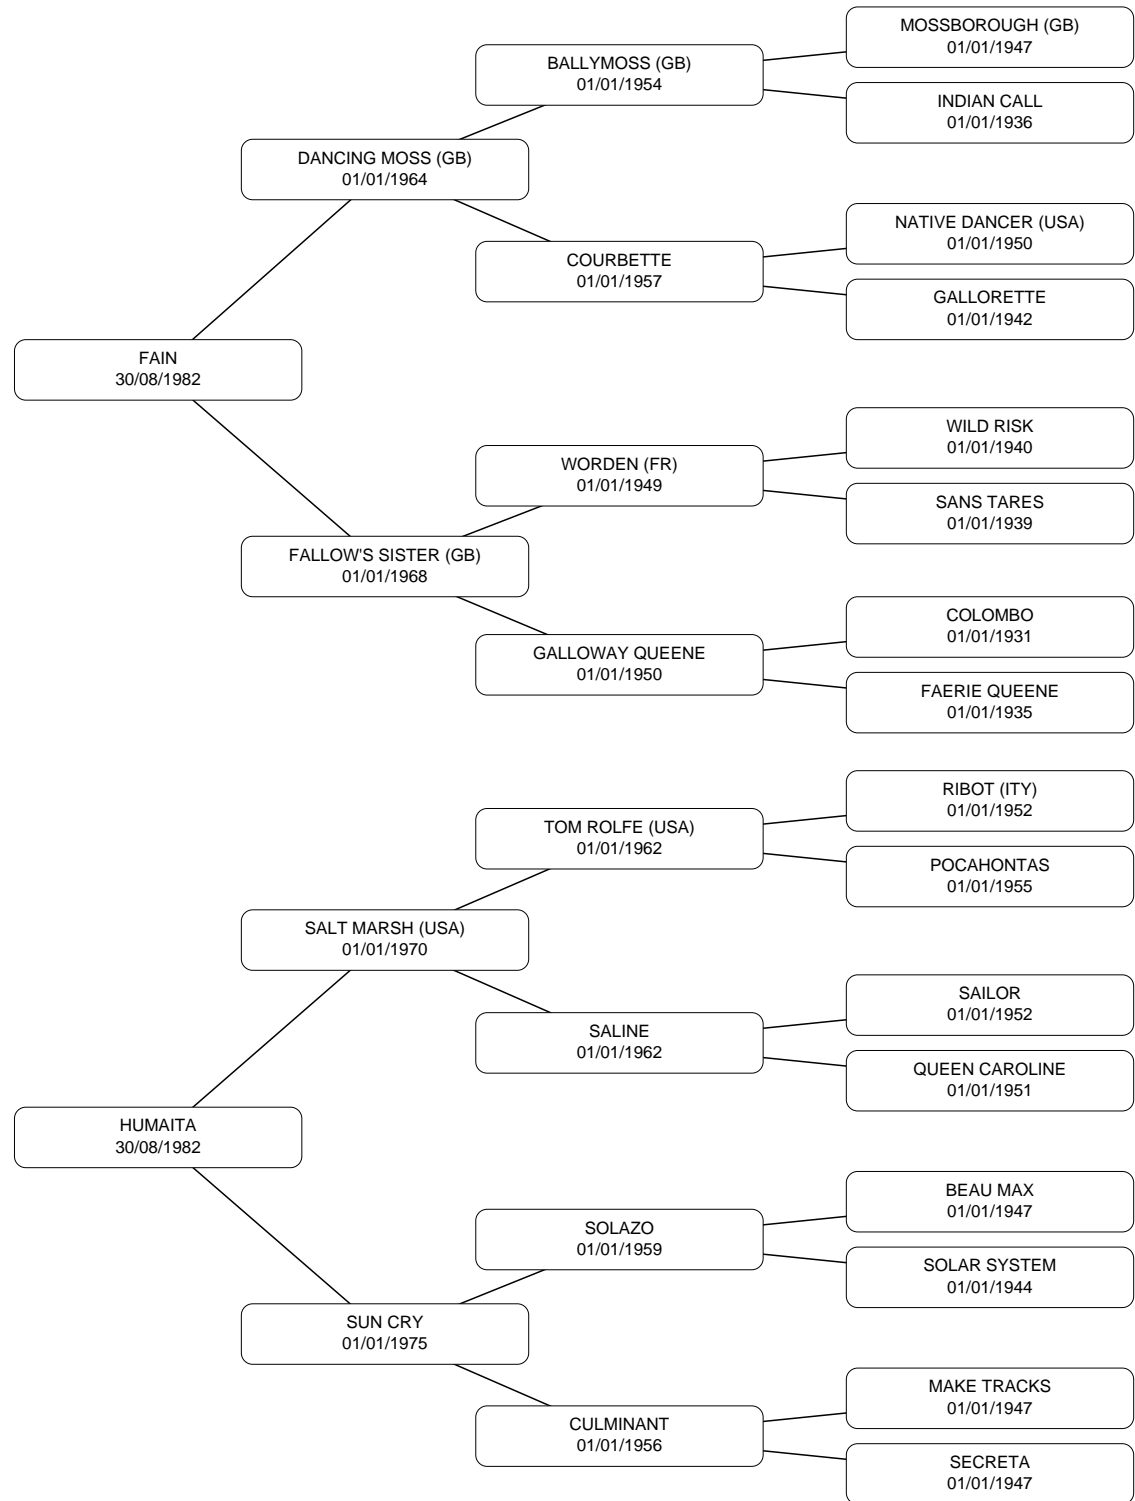 MOSSBOROUGH (GB)
01/01/1947
BALLYMOSS (GB)
01/01/1954
INDIAN CALL
01/01/1936
DANCING MOSS (GB)
01/01/1964
NATIVE DANCER (USA)
01/01/1950
COURBETTE
01/01/1957
GALLORETTE
01/01/1942
FAIN
30/08/1982
WILD RISK
01/01/1940
WORDEN (FR)
01/01/1949
SANS TARES
01/01/1939
FALLOW'S SISTER (GB)
01/01/1968
COLOMBO
01/01/1931
GALLOWAY QUEENE
01/01/1950
FAERIE QUEENE
01/01/1935
RIBOT (ITY)
01/01/1952
TOM ROLFE (USA)
01/01/1962
POCAHONTAS
01/01/1955
SALT MARSH (USA)
01/01/1970
SAILOR
01/01/1952
SALINE
01/01/1962
QUEEN CAROLINE
01/01/1951
HUMAITA
30/08/1982
BEAU MAX
01/01/1947
SOLAZO
01/01/1959
SOLAR SYSTEM
01/01/1944
SUN CRY
01/01/1975
MAKE TRACKS
01/01/1947
CULMINANT
01/01/1956
SECRETA
01/01/1947